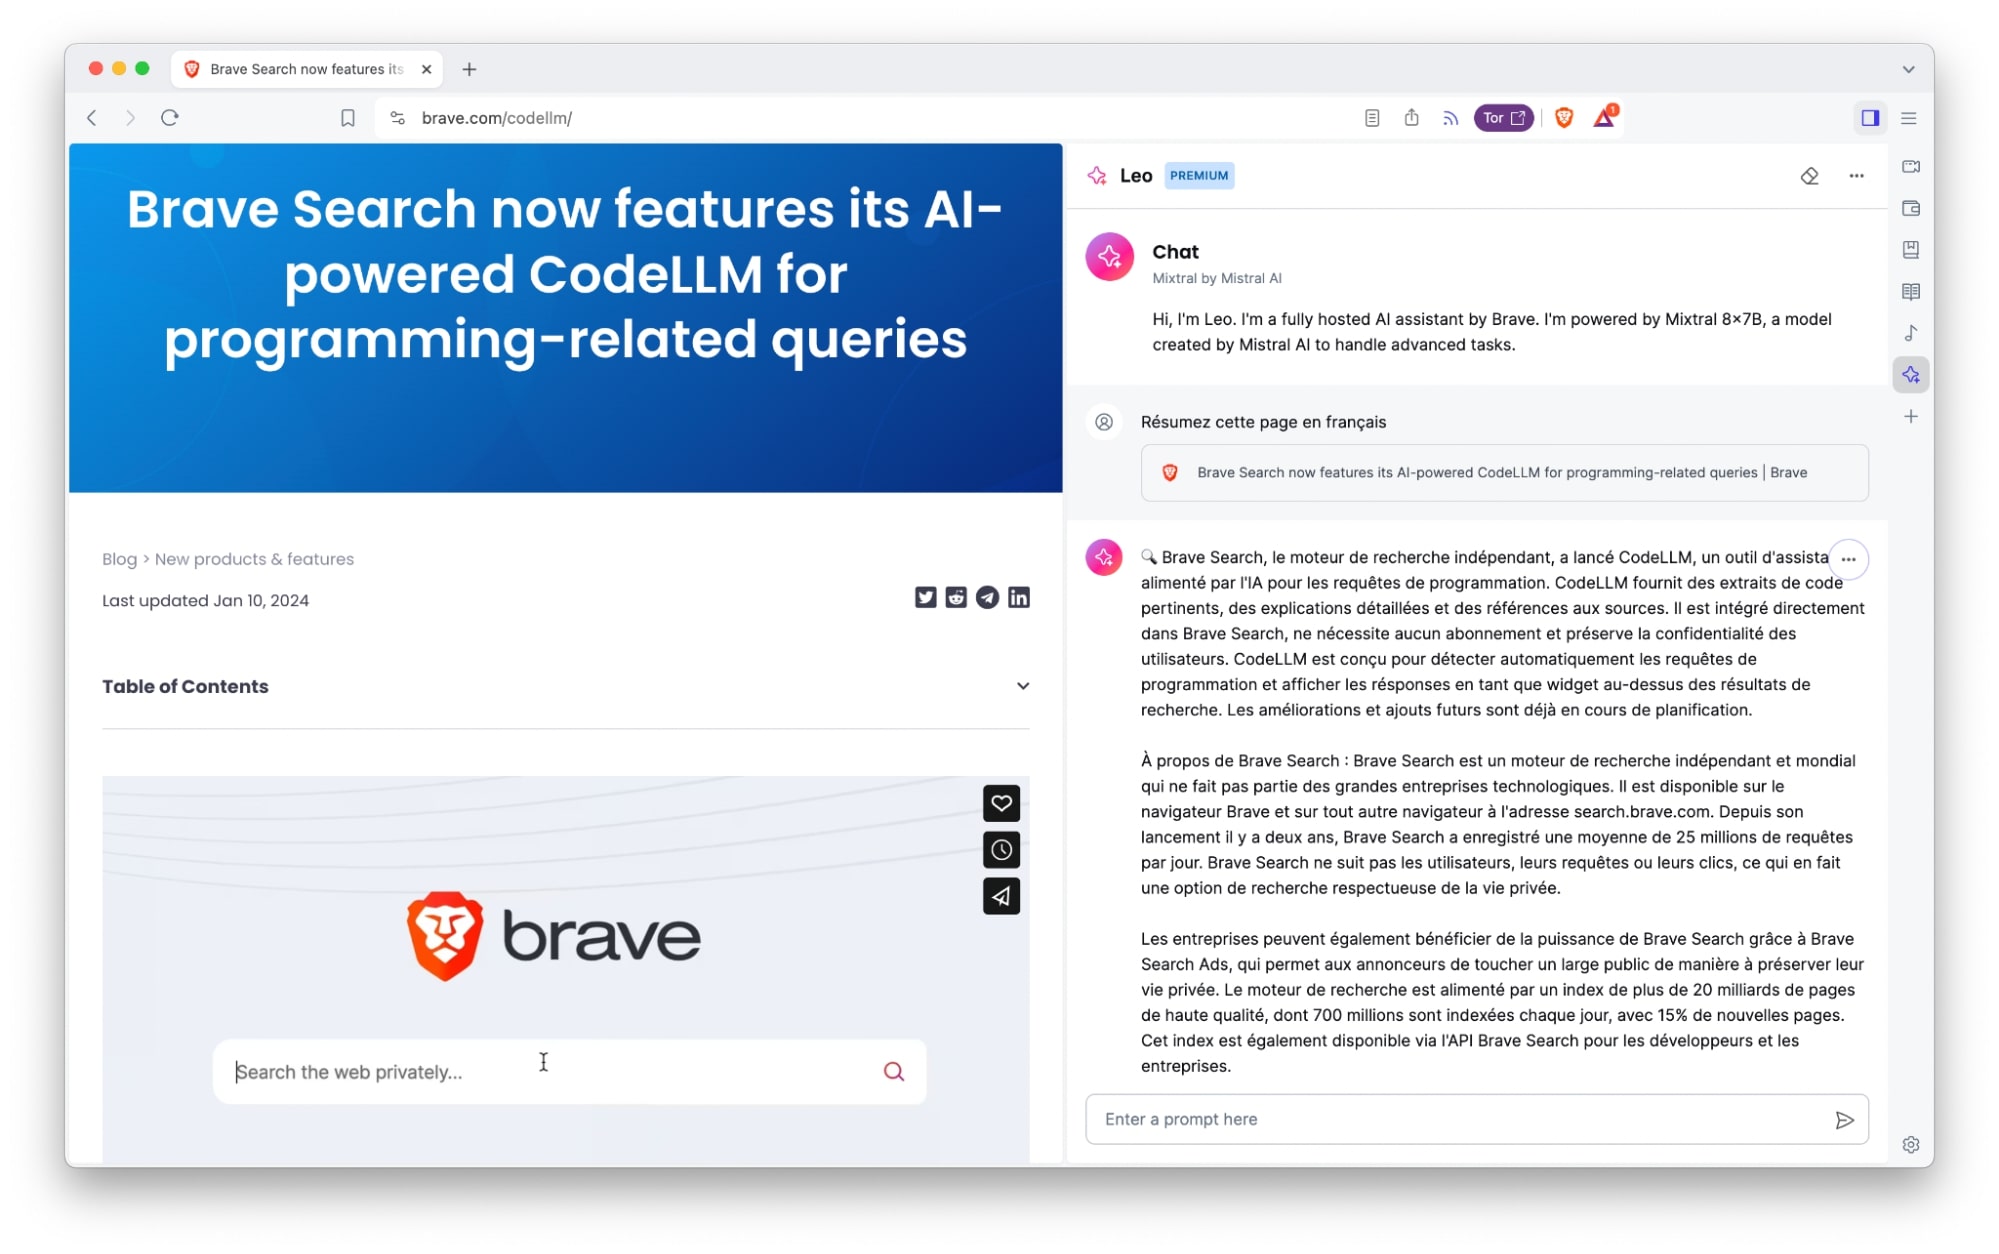 Brave Search now features its
brave.com/codellm/
Tor
1
Brave Search now features its AI-
powered CodeLLM for
programming-related queries
Blog > New products & features
Last updated Jan 10, 2024
Table of Contents
brave
Search the web privately...
Leo PREMIUM
Chat
Mixtral by Mistral AI
Hi, I'm Leo. I'm a fully hosted AI assistant by Brave. I'm powered by Mixtral 8x7B, a model
created by Mistral AI to handle advanced tasks.
Résumez cette page en français
Brave Search now features its AI-powered CodeLLM for programming-related queries | Brave
🔍 Brave Search, le moteur de recherche indépendant, a lancé CodeLLM, un outil d'assista
alimenté par l'IA pour les requêtes de programmation. CodeLLM fournit des extraits de code
pertinents, des explications détaillées et des références aux sources. Il est intégré directement
dans Brave Search, ne nécessite aucun abonnement et préserve la confidentialité des
utilisateurs. CodeLLM est conçu pour détecter automatiquement les requêtes de
programmation et afficher les réponses en tant que widget au-dessus des résultats de
recherche. Les améliorations et ajouts futurs sont déjà en cours de planification.
À propos de Brave Search : Brave Search est un moteur de recherche indépendant et mondial
qui ne fait pas partie des grandes entreprises technologiques. Il est disponible sur le
navigateur Brave et sur tout autre navigateur à l'adresse search.brave.com. Depuis son
lancement il y a deux ans, Brave Search a enregistré une moyenne de 25 millions de requêtes
par jour. Brave Search ne suit pas les utilisateurs, leurs requêtes ou leurs clics, ce qui en fait
une option de recherche respectueuse de la vie privée.
Les entreprises peuvent également bénéficier de la puissance de Brave Search grâce à Brave
Search Ads, qui permet aux annonceurs de toucher un large public de manière à préserver leur
vie privée. Le moteur de recherche est alimenté par un index de plus de 20 milliards de pages
de haute qualité, dont 700 millions sont indexées chaque jour, avec 15% de nouvelles pages.
Cet index est également disponible via l'API Brave Search pour les développeurs et les
entreprises.
Enter a prompt here